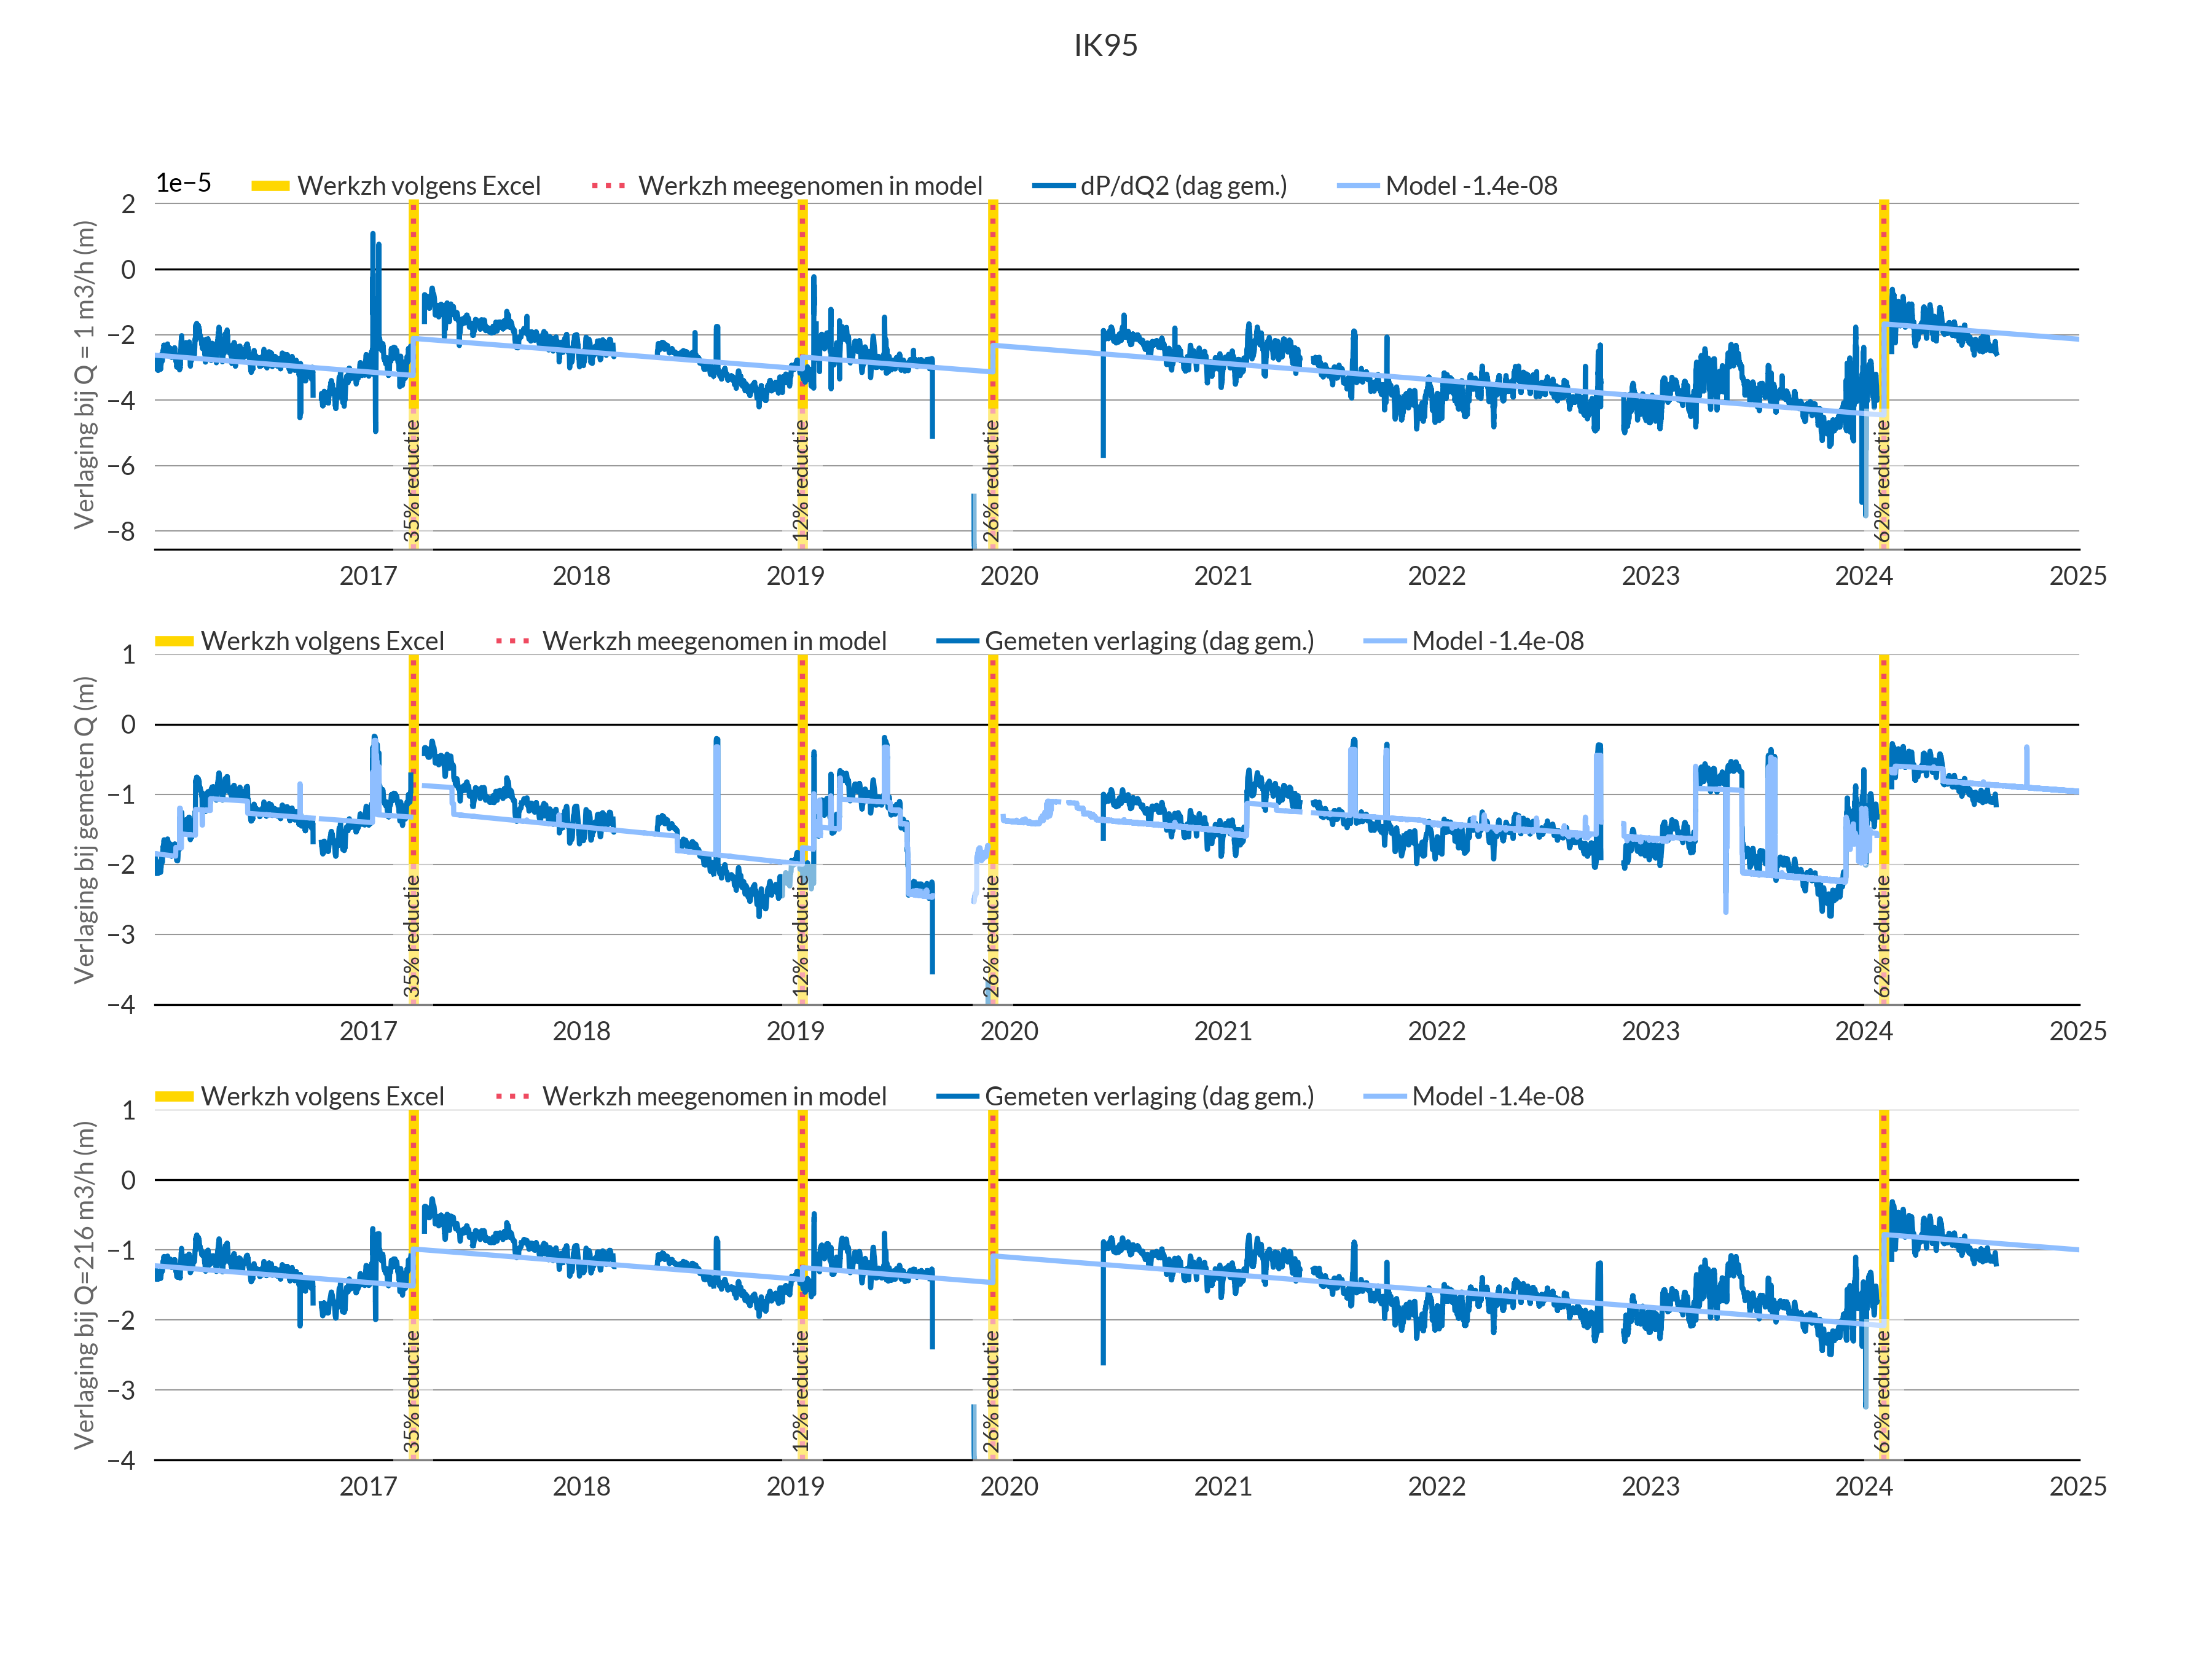 IK95
1e−5
Werkzh volgens Excel
Werkzh meegenomen in model
dP/dQ2 (dag gem.)
Model -1.4e-08
Verlaging bij Q = 1 m3/h (m)
2
0
−2
−4
−6
−8
35% reductie
12% reductie
26% reductie
62% reductie
2017 2018 2019 2020 2021 2022 2023 2024 2025
Werkzh volgens Excel
Werkzh meegenomen in model
Gemeten verlaging (dag gem.)
Model -1.4e-08
Verlaging bij gemeten Q (m)
1
0
−1
−2
−3
−4
35% reductie
12% reductie
26% reductie
62% reductie
2017 2018 2019 2020 2021 2022 2023 2024 2025
Werkzh volgens Excel
Werkzh meegenomen in model
Gemeten verlaging (dag gem.)
Model -1.4e-08
Verlaging bij Q=216 m3/h (m)
1
0
−1
−2
−3
−4
35% reductie
12% reductie
26% reductie
62% reductie
2017 2018 2019 2020 2021 2022 2023 2024 2025